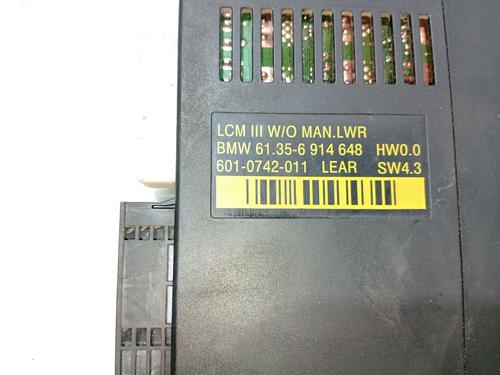 LCM III W/O MAN.LWR
BMW 61.35-6 914 648 HW0.0
601-0742-011 LEAR SW4.3